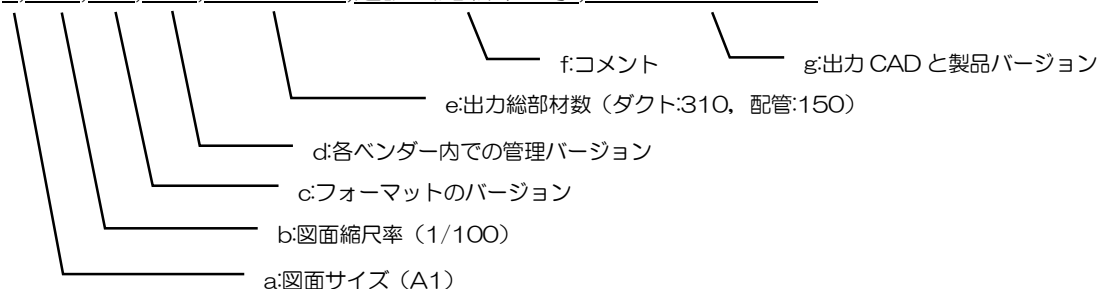 f:コメント
g:出力 CAD と製品バージョン
e:出力総部材数（ダクト:310，配管:150）
d:各ベンダー内での管理バージョン
c:フォーマットのバージョン
b:図面縮尺率（1/100）
a:図面サイズ（A1）